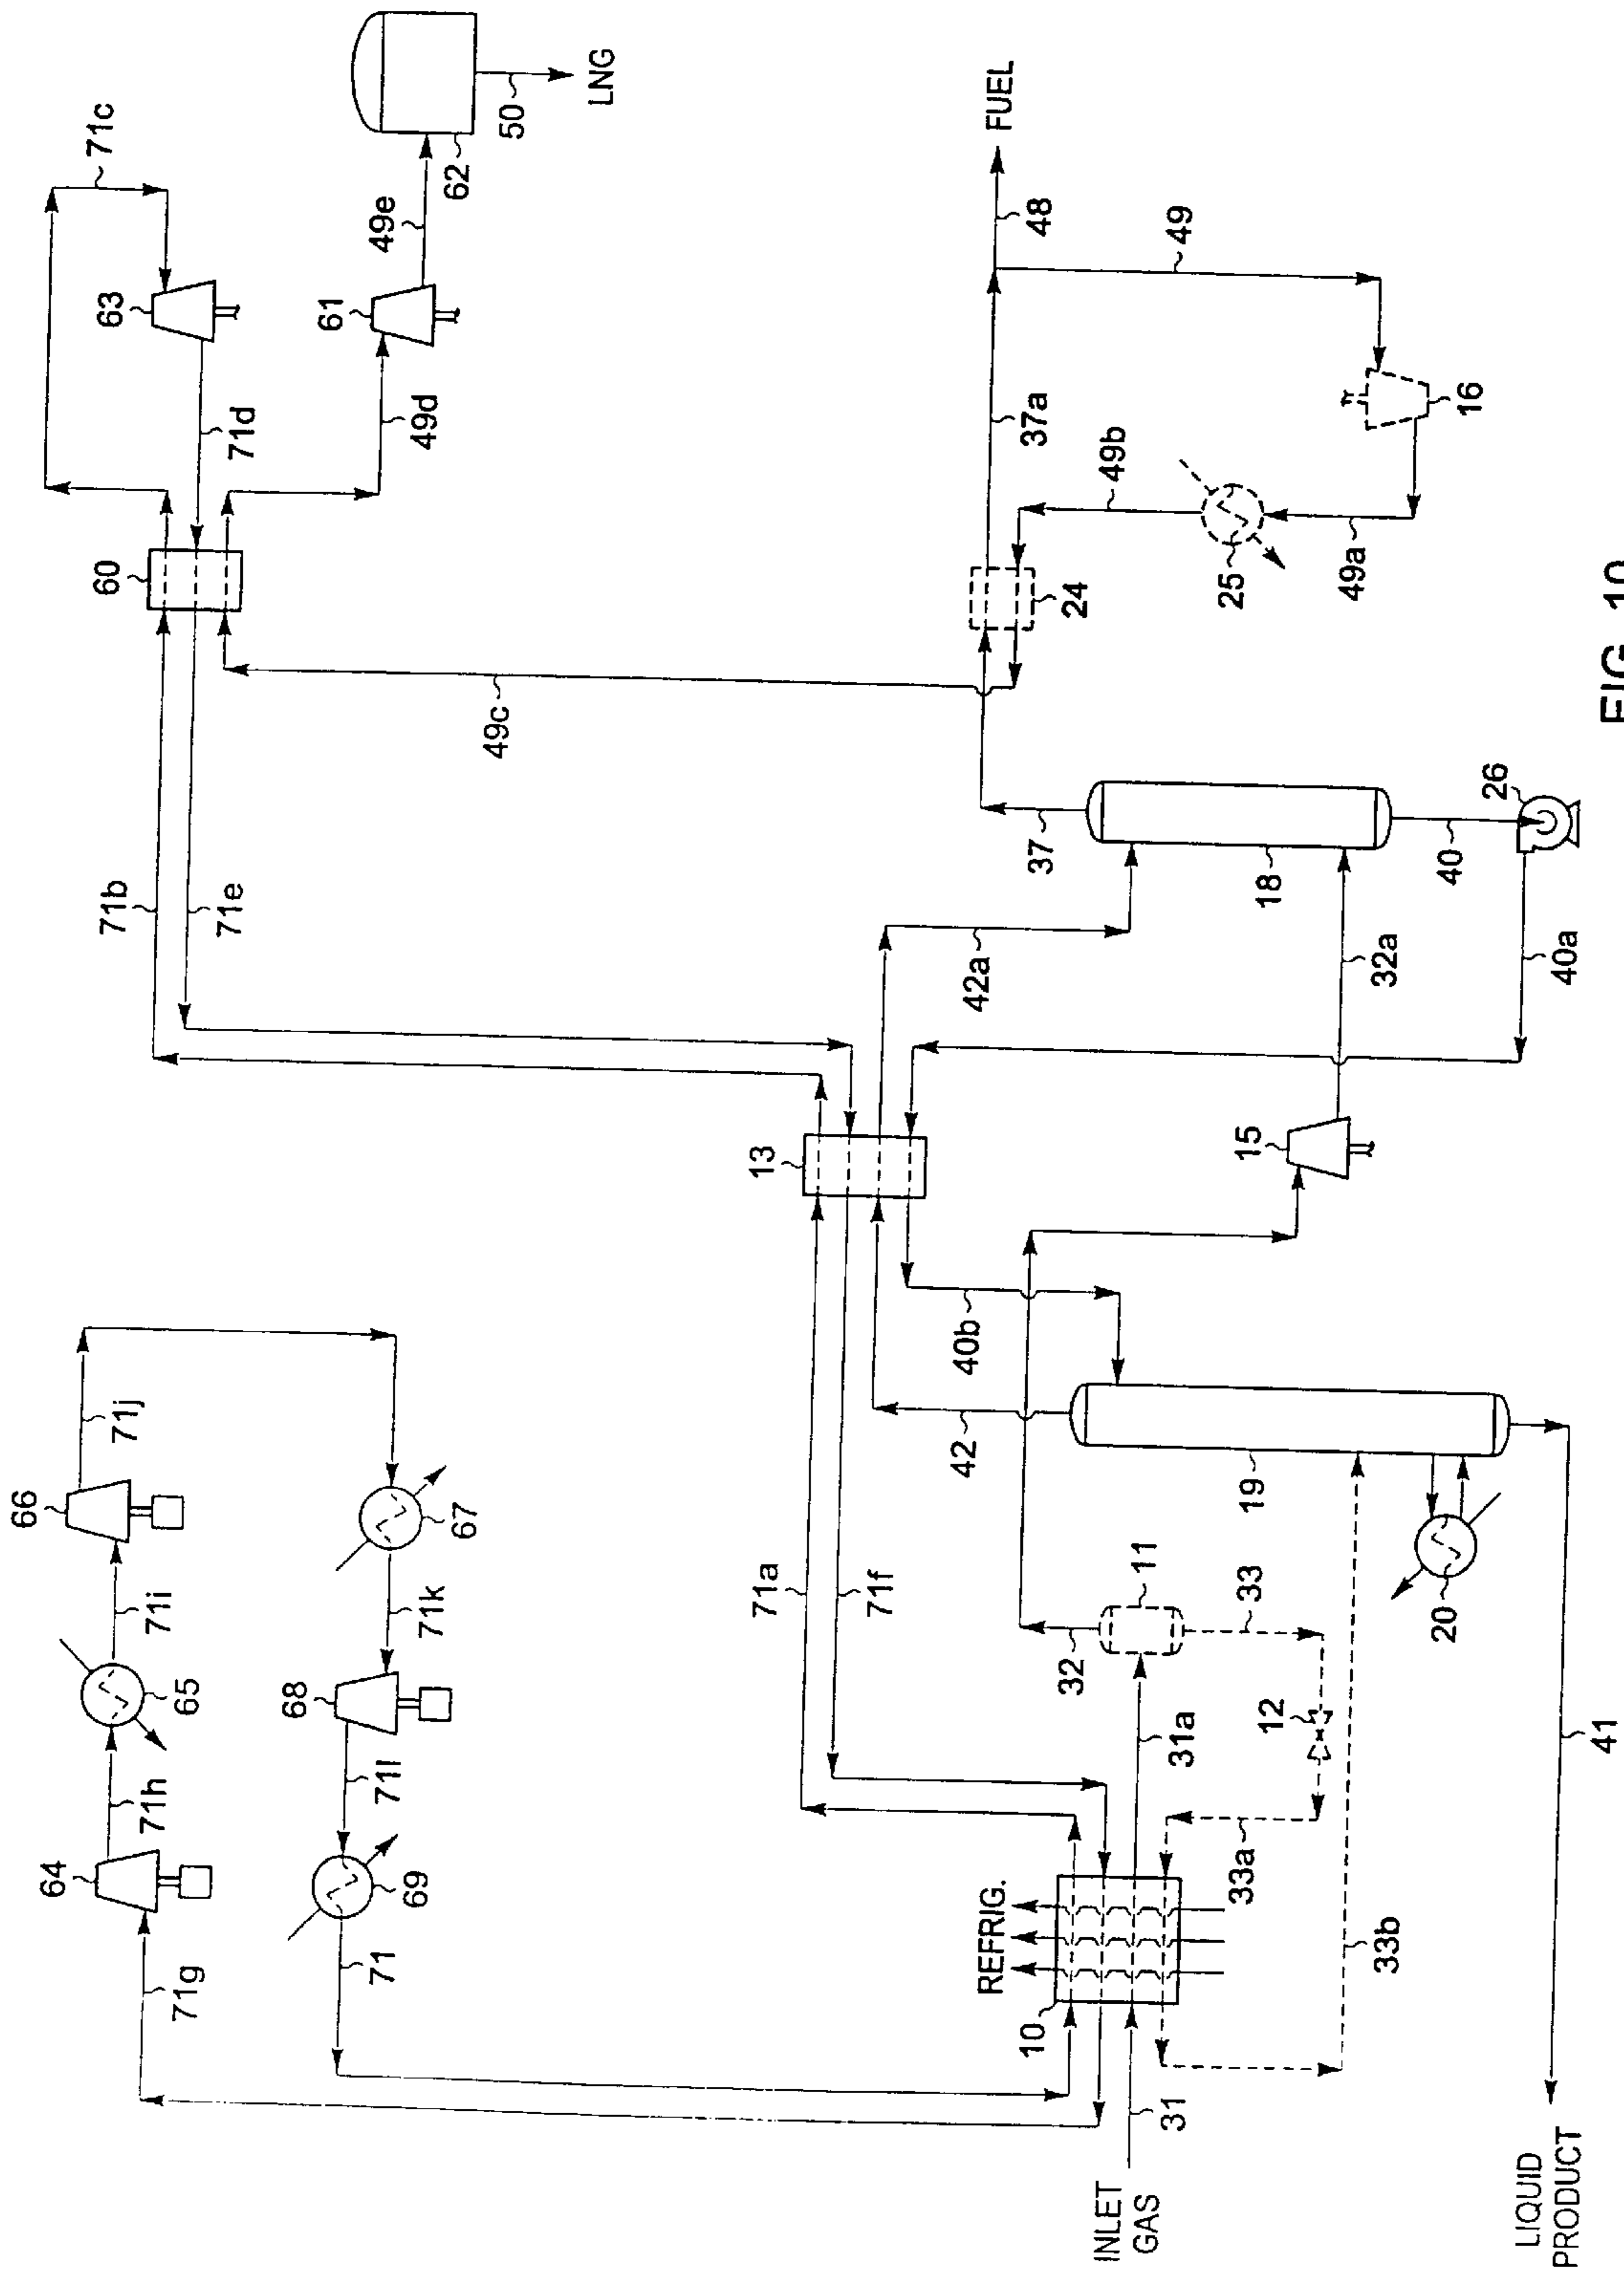 71c
63
71d
60
61
49e
62
50
LNG
49d
71b
71e
49c
FUEL
48
49
37a
49b
16
24
25
49a
37
42a
18
40
26
32a
40a
13
15
40b
42
19
20
41
66
71j
71i
67
65
71k
68
71h
64
71l
69
71g
71
71a
71f
11
33
32
31a
12
33a
REFRIG.
10
33b
31
INLET
GAS
LIQUID
PRODUCT
FIG. 10